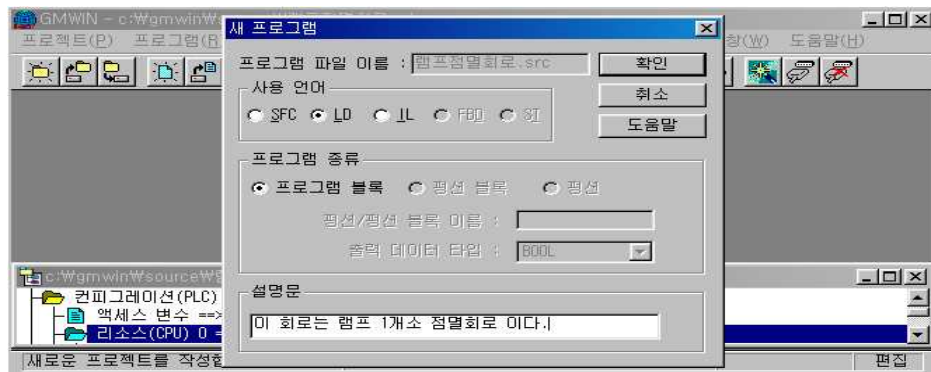 GMWIN - c:₩gmwin₩s
프로젝트(P) 프로그램(R 창(W) 도움말(H)
새 프로그램
프로그램 파일 이름 : 램프점멸회로.src
확인
사용 언어
취소
SFC LD IL FBD ST
도움말
프로그램 종류
프로그램 블록 펑션 블록 펑션
펑션/펑션 블록 이름 :
출력 데이터 타입 : BOOL
c:₩gmwin₩source₩
컨피그레이션(PLC)
액세스 변수 ==>
리소스(CPU) 0 =
설명문
이 회로는 램프 1개소 점멸회로 이다.
새로운 프로젝트를 작성합 편집